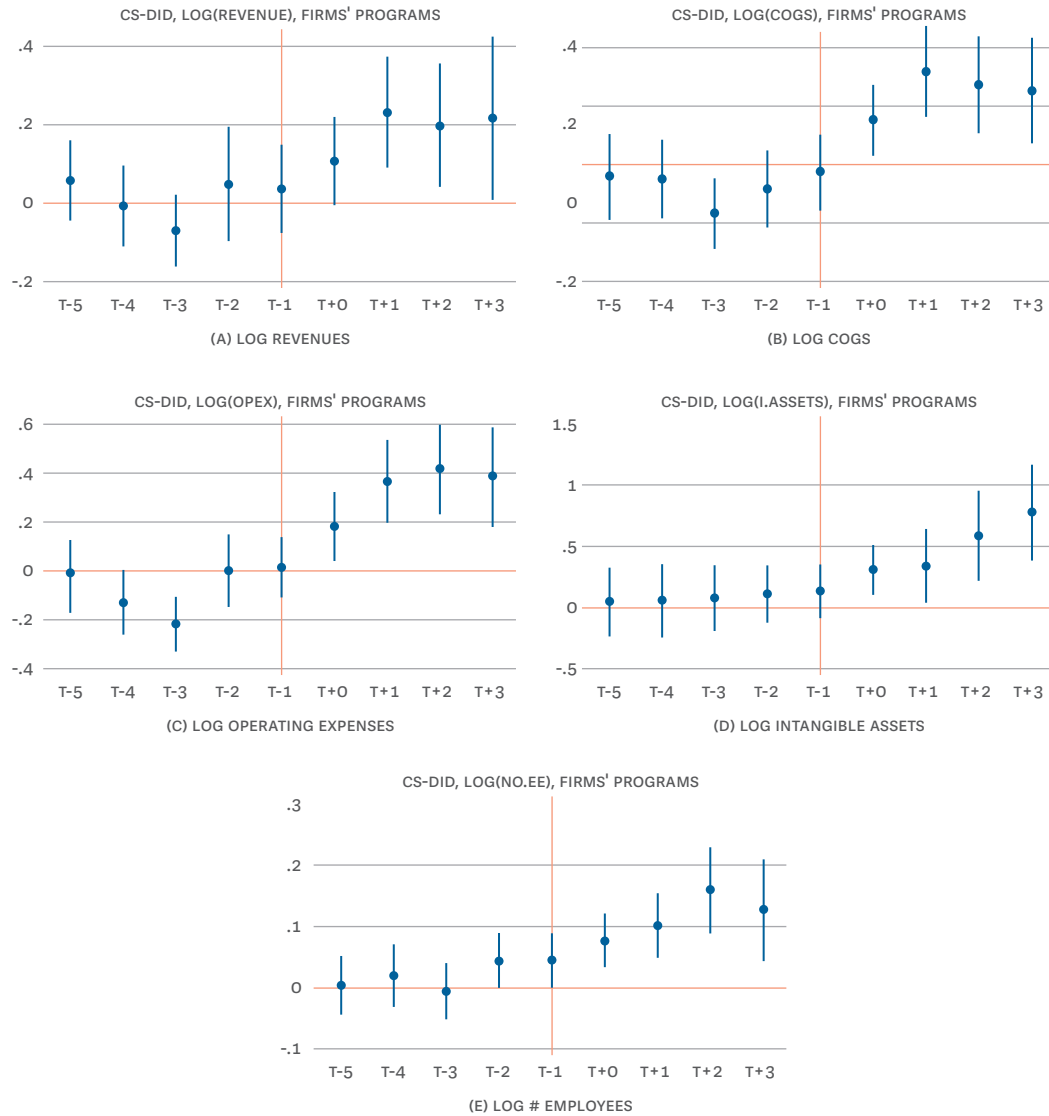 CS-DID, LOG(REVENUE), FIRMS' PROGRAMS
.4
.2
0
-.2
T-5 T-4 T-3 T-2 T-1 T+0 T+1 T+2 T+3
(A) LOG REVENUES
CS-DID, LOG(COGS), FIRMS' PROGRAMS
.4
.2
0
-.2
T-5 T-4 T-3 T-2 T-1 T+0 T+1 T+2 T+3
(B) LOG COGS
CS-DID, LOG(OPEX), FIRMS' PROGRAMS
.6
.4
.2
0
-.2
-.4
T-5 T-4 T-3 T-2 T-1 T+0 T+1 T+2 T+3
(C) LOG OPERATING EXPENSES
CS-DID, LOG(I.ASSETS), FIRMS' PROGRAMS
1.5
1
.5
0
-.5
T-5 T-4 T-3 T-2 T-1 T+0 T+1 T+2 T+3
(D) LOG INTANGIBLE ASSETS
CS-DID, LOG(NO.EE), FIRMS' PROGRAMS
.3
.2
.1
0
-.1
T-5 T-4 T-3 T-2 T-1 T+0 T+1 T+2 T+3
(E) LOG # EMPLOYEES